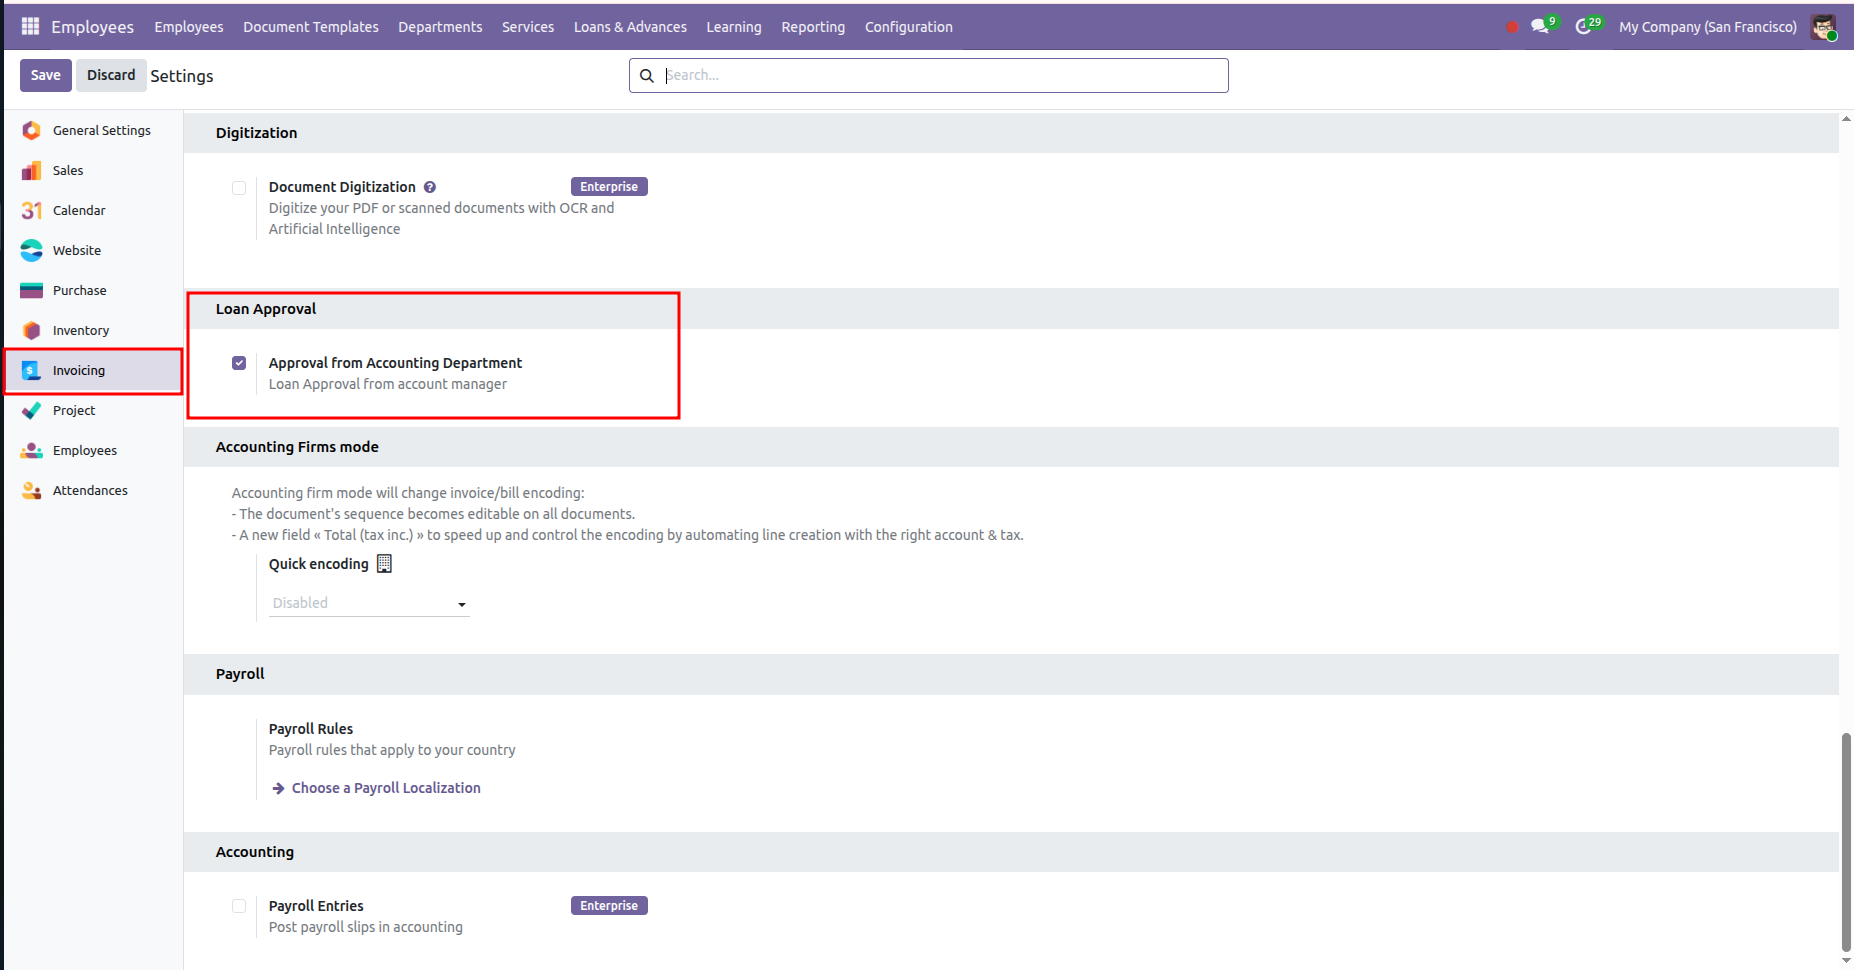 Employees Employees Document Templates Departments Services Loans & Advances Learning Reporting Configuration 9 29 My Company (San Francisco)
Save Discard Settings Search...
General Settings
Sales
31 Calendar
Website
Purchase
Inventory
$ Invoicing
Project
Employees
Attendances
Digitization
Document Digitization ? Enterprise
Digitize your PDF or scanned documents with OCR and
Artificial Intelligence
Loan Approval
Approval from Accounting Department
Loan Approval from account manager
Accounting Firms mode
Accounting firm mode will change invoice/bill encoding:
- The document's sequence becomes editable on all documents.
- A new field « Total (tax inc.) » to speed up and control the encoding by automating line creation with the right account & tax.
Quick encoding
Disabled
Payroll
Payroll Rules
Payroll rules that apply to your country
Choose a Payroll Localization
Accounting
Payroll Entries Enterprise
Post payroll slips in accounting